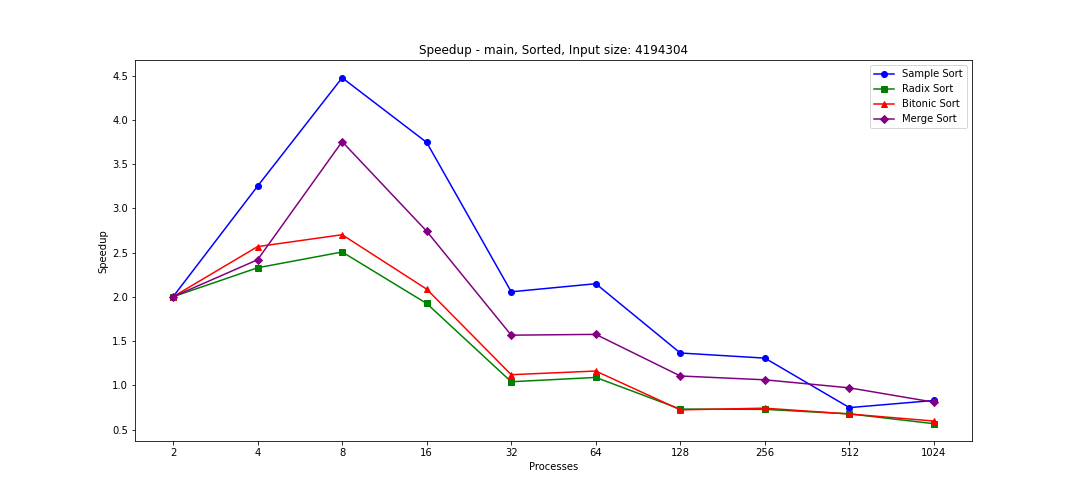 Speedup - main, Sorted, Input size: 4194304
Sample Sort
Radix Sort
Bitonic Sort
Merge Sort
4.5
4.0
3.5
3.0
2.5
2.0
1.5
1.0
0.5
Speedup
2 4 8 16 32 64 128 256 512 1024
Processes